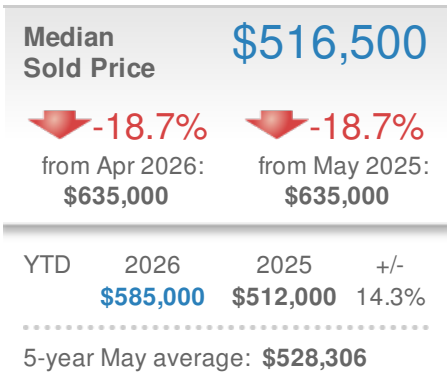 Median $516,500
Sold Price
-18.7% -18.7%
from Apr 2026: from May 2025:
$635,000 $635,000
YTD 2026 2025 +/-
$585,000 $512,000 14.3%
5-year May average: $528,306